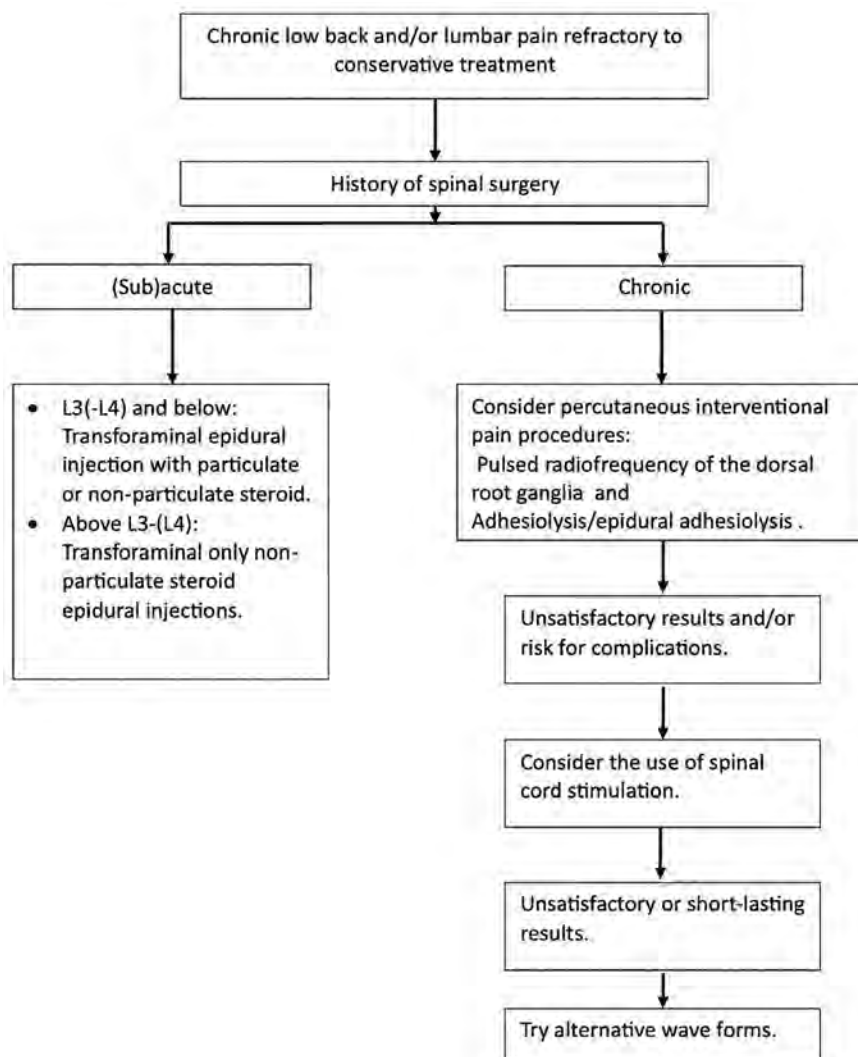 Chronic low back and/or lumbar pain refractory to
conservative treatment
History of spinal surgery
(Sub)acute
Chronic
• L3(-L4) and below:
Transforaminal epidural
injection with particulate
or non-particulate steroid.
• Above L3-(L4):
Transforaminal only non-
particulate steroid
epidural injections.
Consider percutaneous interventional
pain procedures:
Pulsed radiofrequency of the dorsal
root ganglia and
Adhesiolysis/epidural adhesiolysis .
Unsatisfactory results and/or
risk for complications.
Consider the use of spinal
cord stimulation.
Unsatisfactory or short-lasting
results.
Try alternative wave forms.